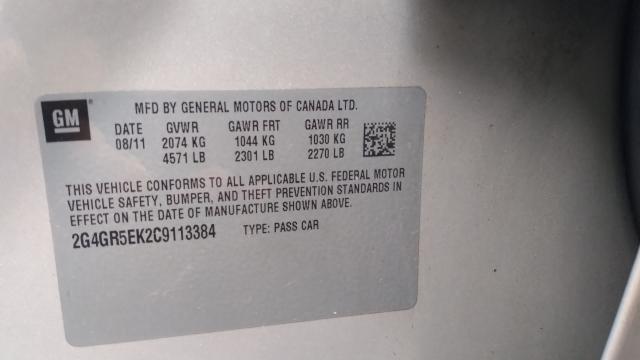 GM
MFD BY GENERAL MOTORS OF CANADA LTD.
DATE GVWR GAWR FRT GAWR RR
08/11 2074 KG 1044 KG 1030 KG
4571 LB 2301 LB 2270 LB
THIS VEHICLE CONFORMS TO ALL APPLICABLE U.S. FEDERAL MOTOR
VEHICLE SAFETY, BUMPER, AND THEFT PREVENTION STANDARDS IN
EFFECT ON THE DATE OF MANUFACTURE SHOWN ABOVE.
2G4GR5EK2C9113384 TYPE: PASS CAR